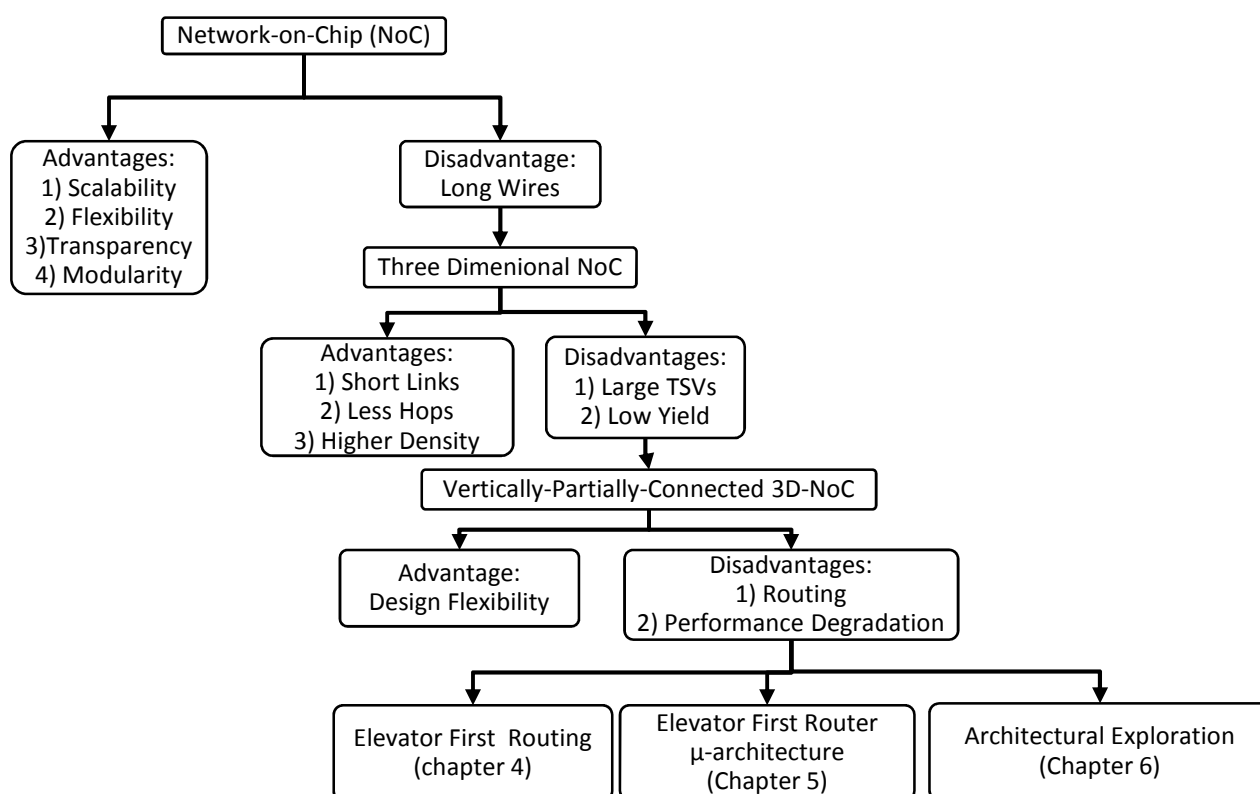 Network-on-Chip (NoC)
Advantages:
1) Scalability
2) Flexibility
3)Transparency
4) Modularity
Disadvantage:
Long Wires
Three Dimenional NoC
Advantages:
1) Short Links
2) Less Hops
3) Higher Density
Disadvantages:
1) Large TSVs
2) Low Yield
Vertically-Partially-Connected 3D-NoC
Advantage:
Design Flexibility
Disadvantages:
1) Routing
2) Performance Degradation
Elevator First Routing
(chapter 4)
Elevator First Router
μ-architecture
(Chapter 5)
Architectural Exploration
(Chapter 6)